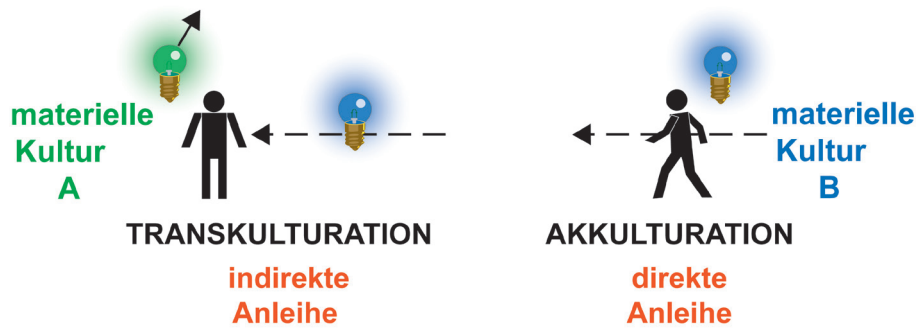 materielle
Kultur
A
materielle
Kultur
B
TRANSKULTURATION
indirekte
Anleihe
AKKULTURATION
direkte
Anleihe